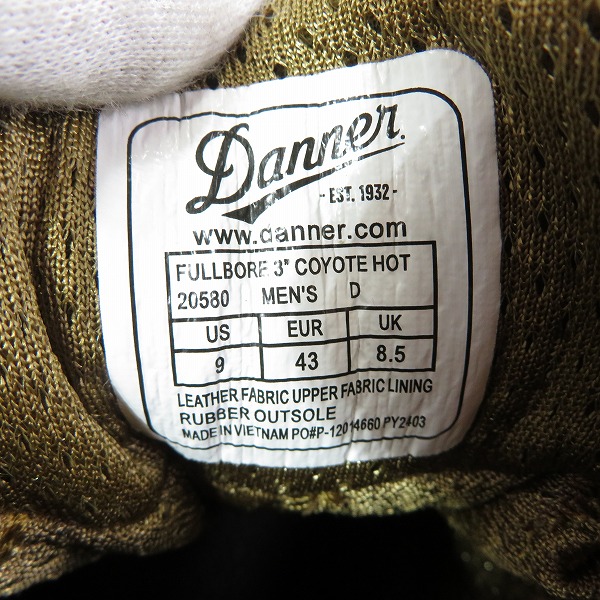 Danner.
- EST. 1932 -
www.danner.com
FULLBORE 3" COYOTE HOT
20580 MEN'S D
US EUR UK
9 43 8.5
LEATHER FABRIC UPPER FABRIC LINING
RUBBER OUTSOLE
MADE IN VIETNAM PO#P-12014660 PY2403